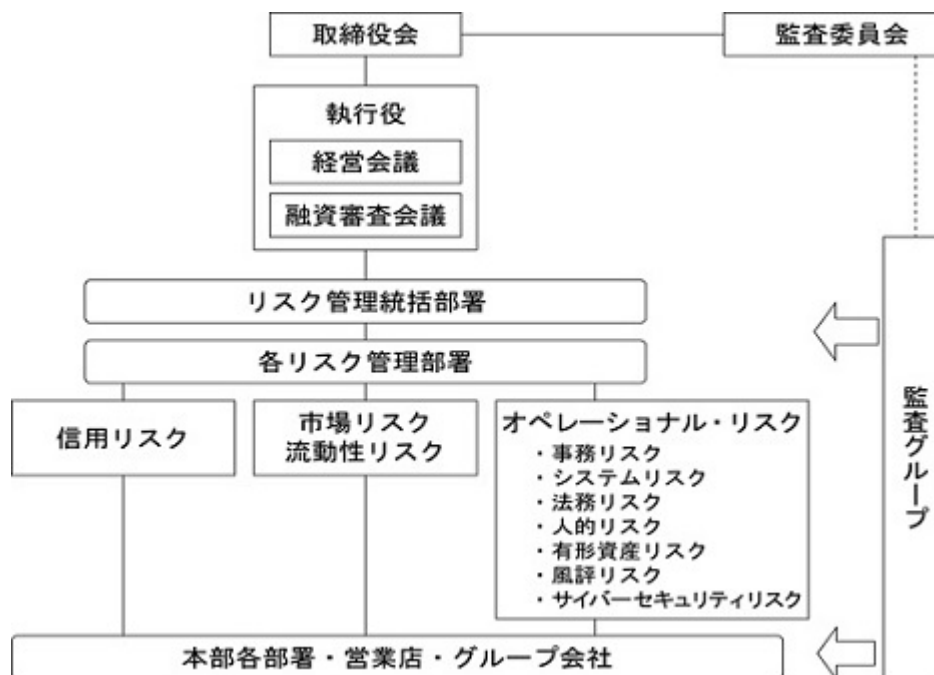 取締役会
監査委員会
執行役
経営会議
融資審査会議
リスク管理統括部署
各リスク管理部署
信用リスク
市場リスク
流動性リスク
オペレーショナル・リスク
・事務リスク
・システムリスク
・法務リスク
・人的リスク
・有形資産リスク
・風評リスク
・サイバーセキュリティリスク
監査グループ
本部各部署・営業店・グループ会社